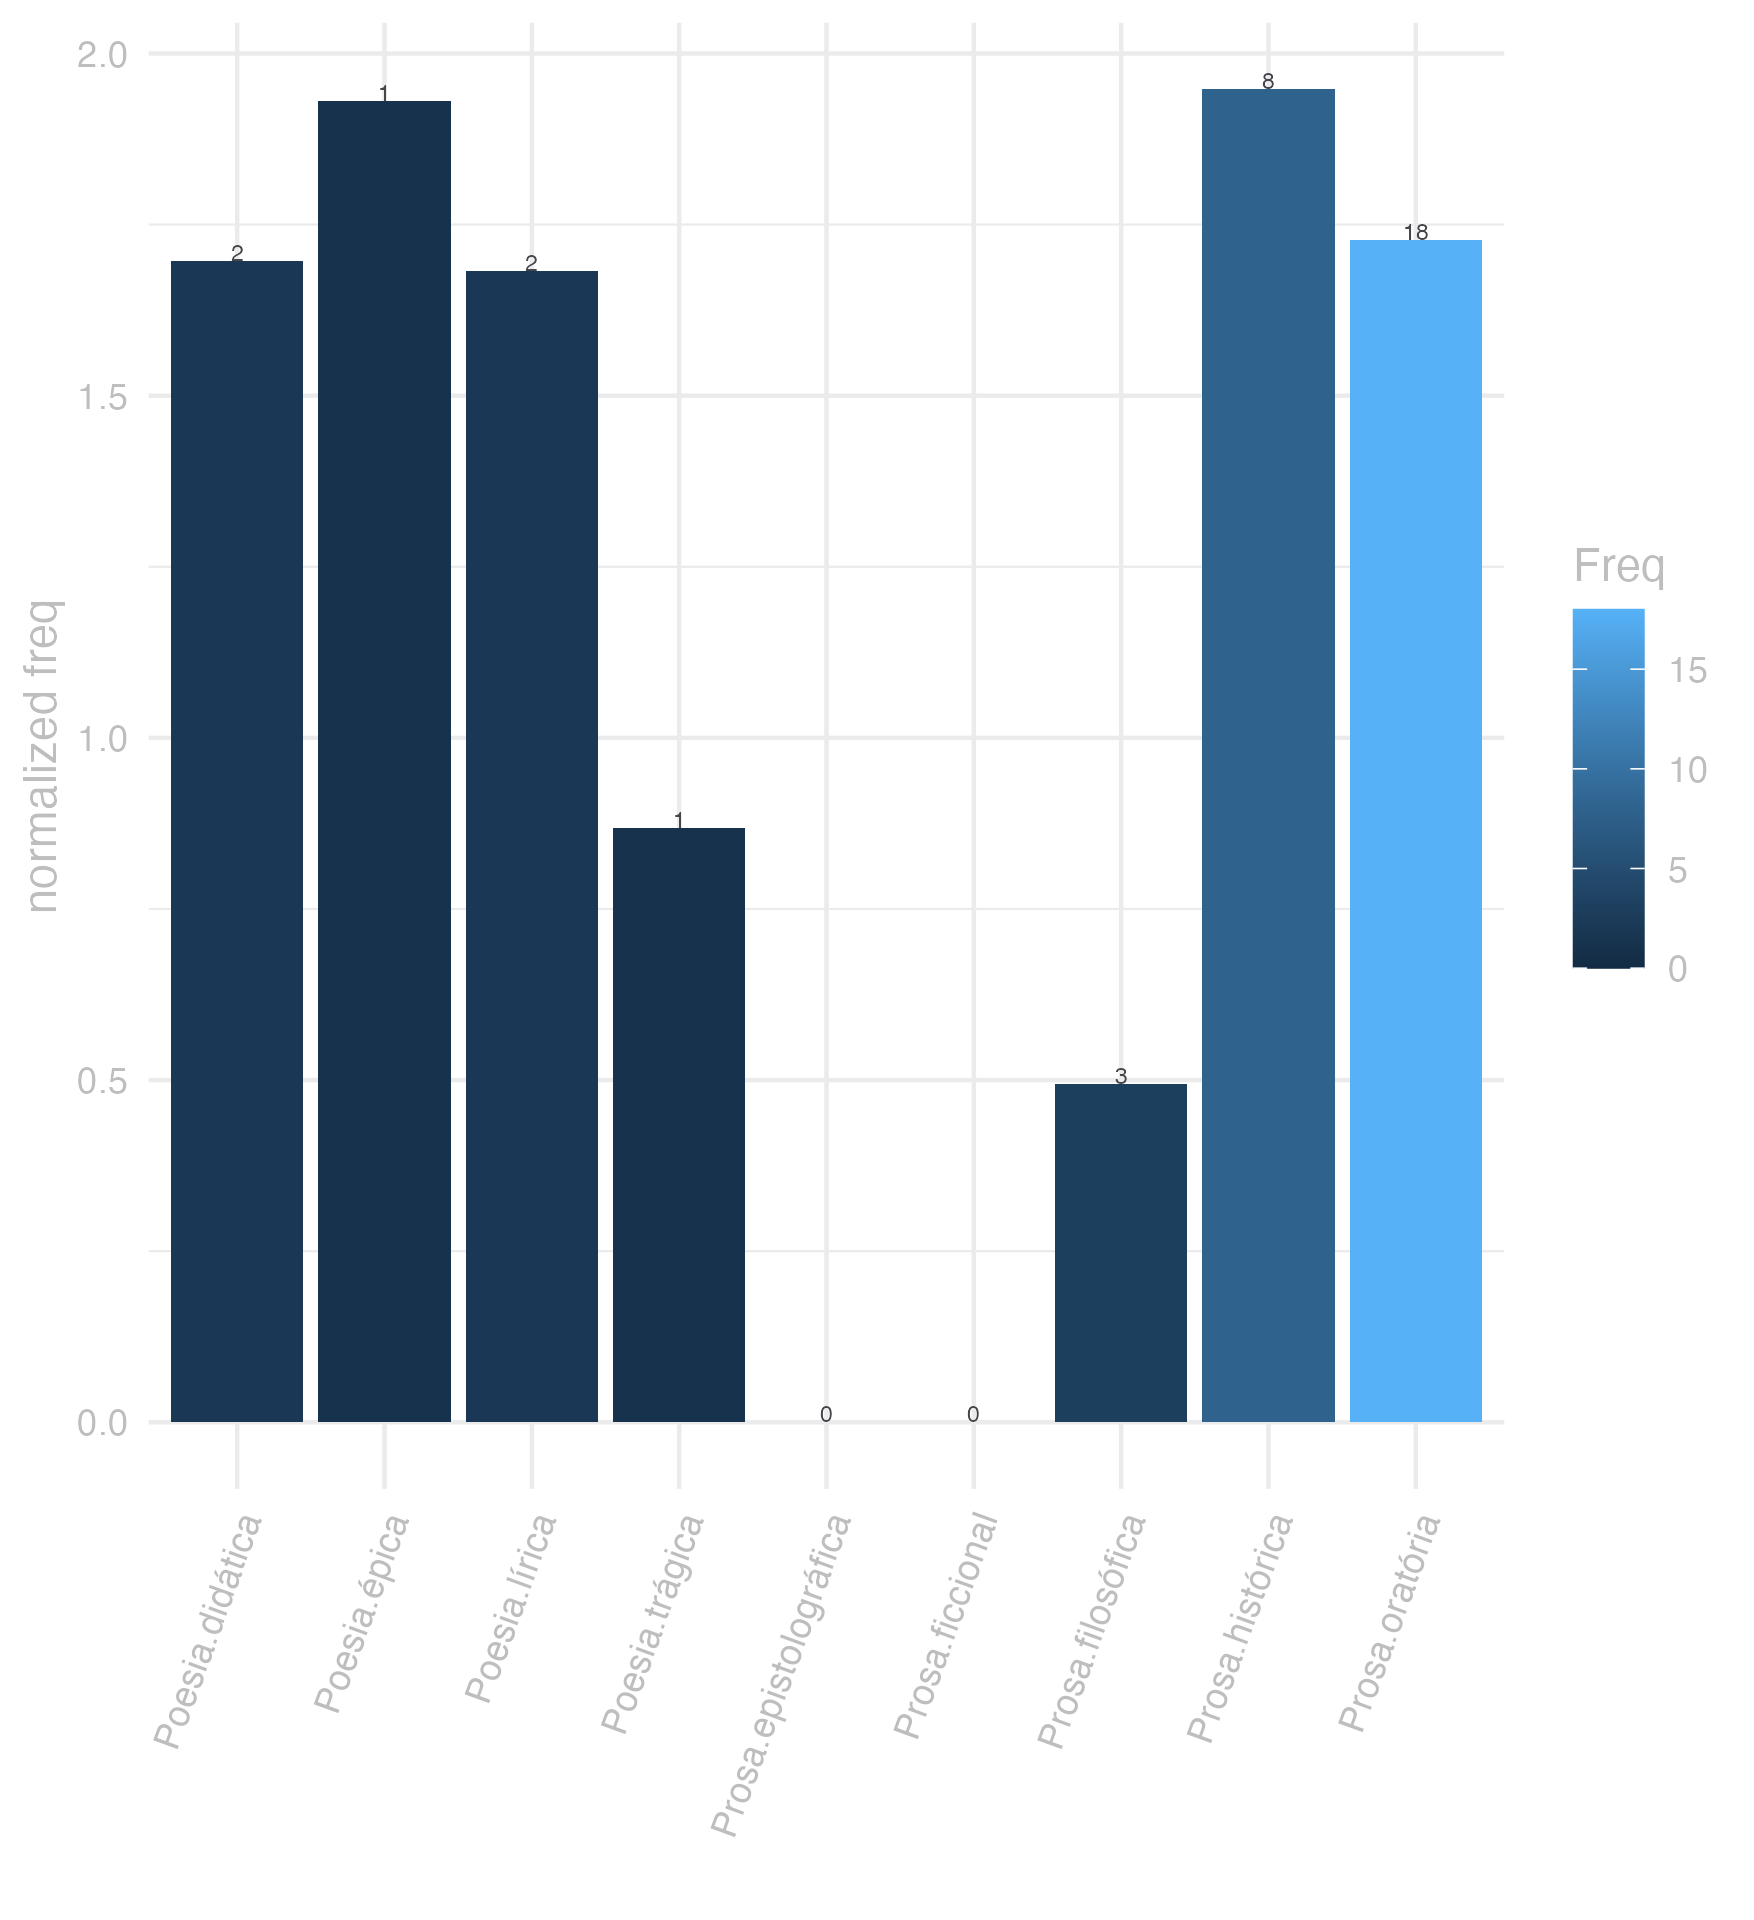 normalized freq
2.0
1.5
1.0
0.5
0.0
2
1
2
1
0
0
3
8
18
Poesia.didática
Poesia.épica
Poesia.lírica
Poesia.trágica
Prosa.epistolográfica
Prosa.ficcional
Prosa.filosófica
Prosa.histórica
Prosa.oratória
Freq
15
10
5
0